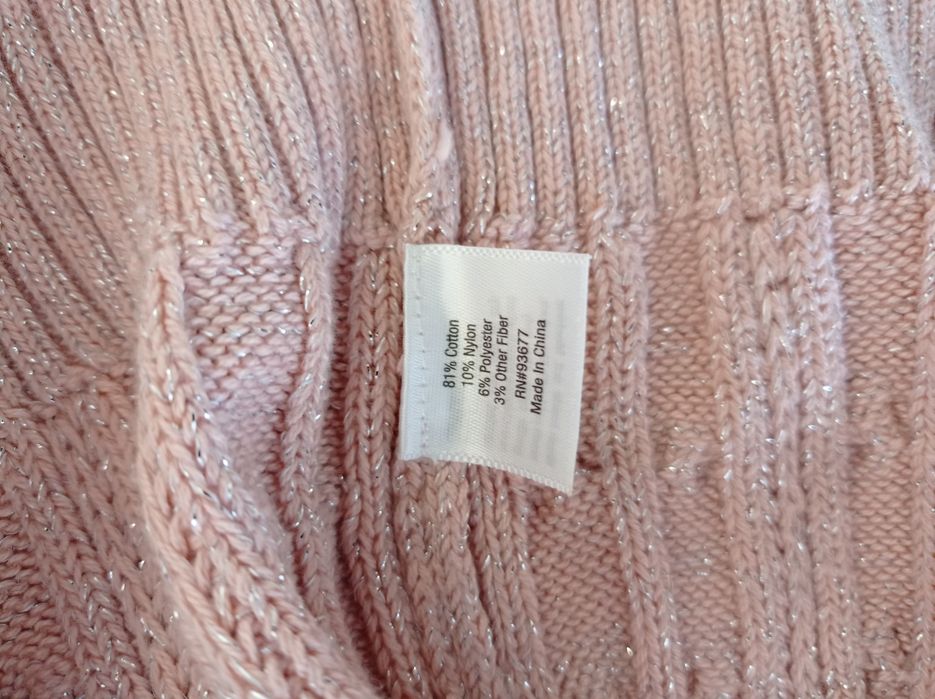 81% Cotton
10% Nylon
6% Polyester
3% Other Fiber
RN#93677
Made In China